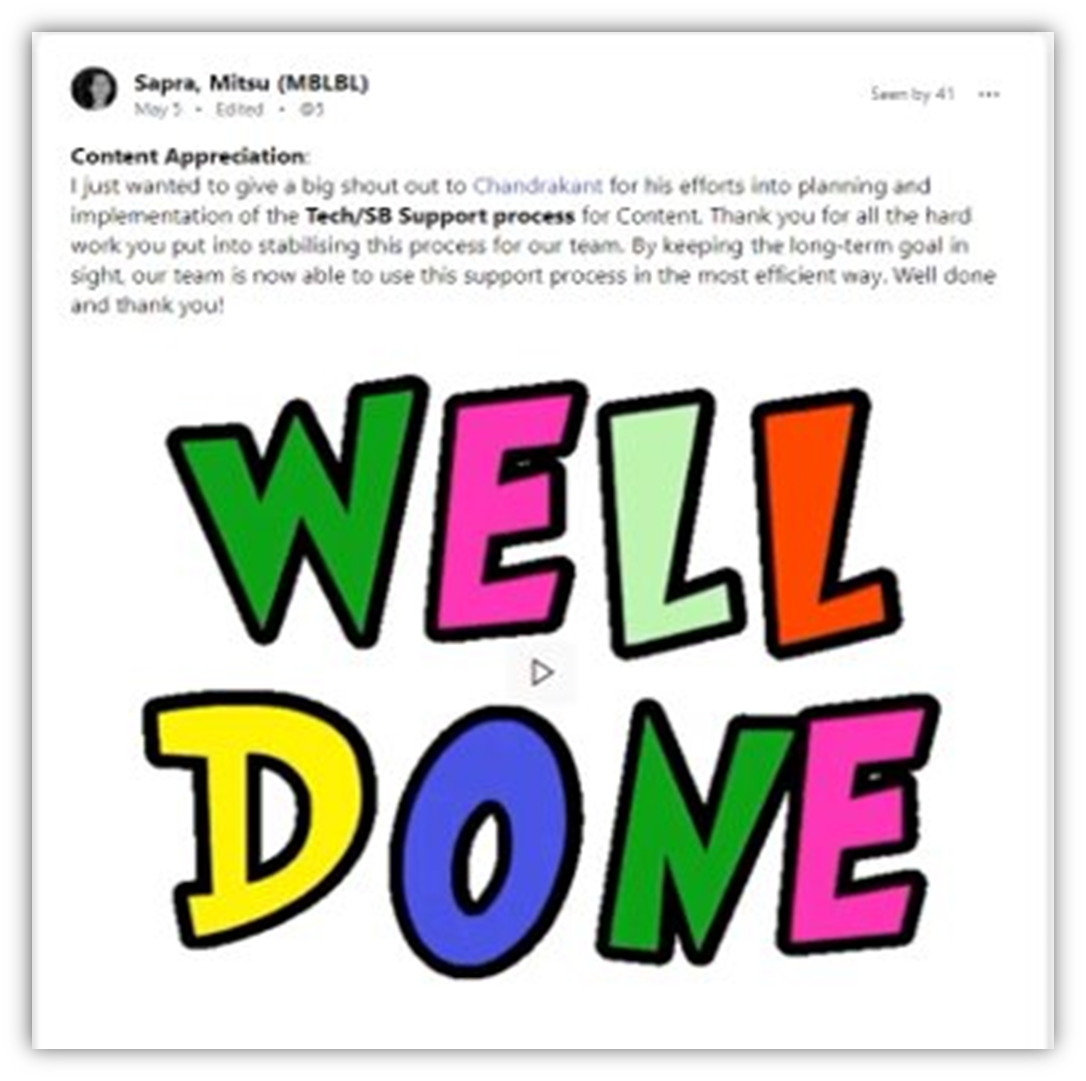 Sapra, Mitsu (MBLBL)
May 5 • Edited • 5
Seen by 41 •••
Content Appreciation:
I just wanted to give a big shout out to Chandrakant for his efforts into planning and
implementation of the Tech/SB Support process for Content. Thank you for all the hard
work you put into stabilising this process for our team. By keeping the long-term goal in
sight, our team is now able to use this support process in the most efficient way. Well done
and thank you!
WELL
DONE